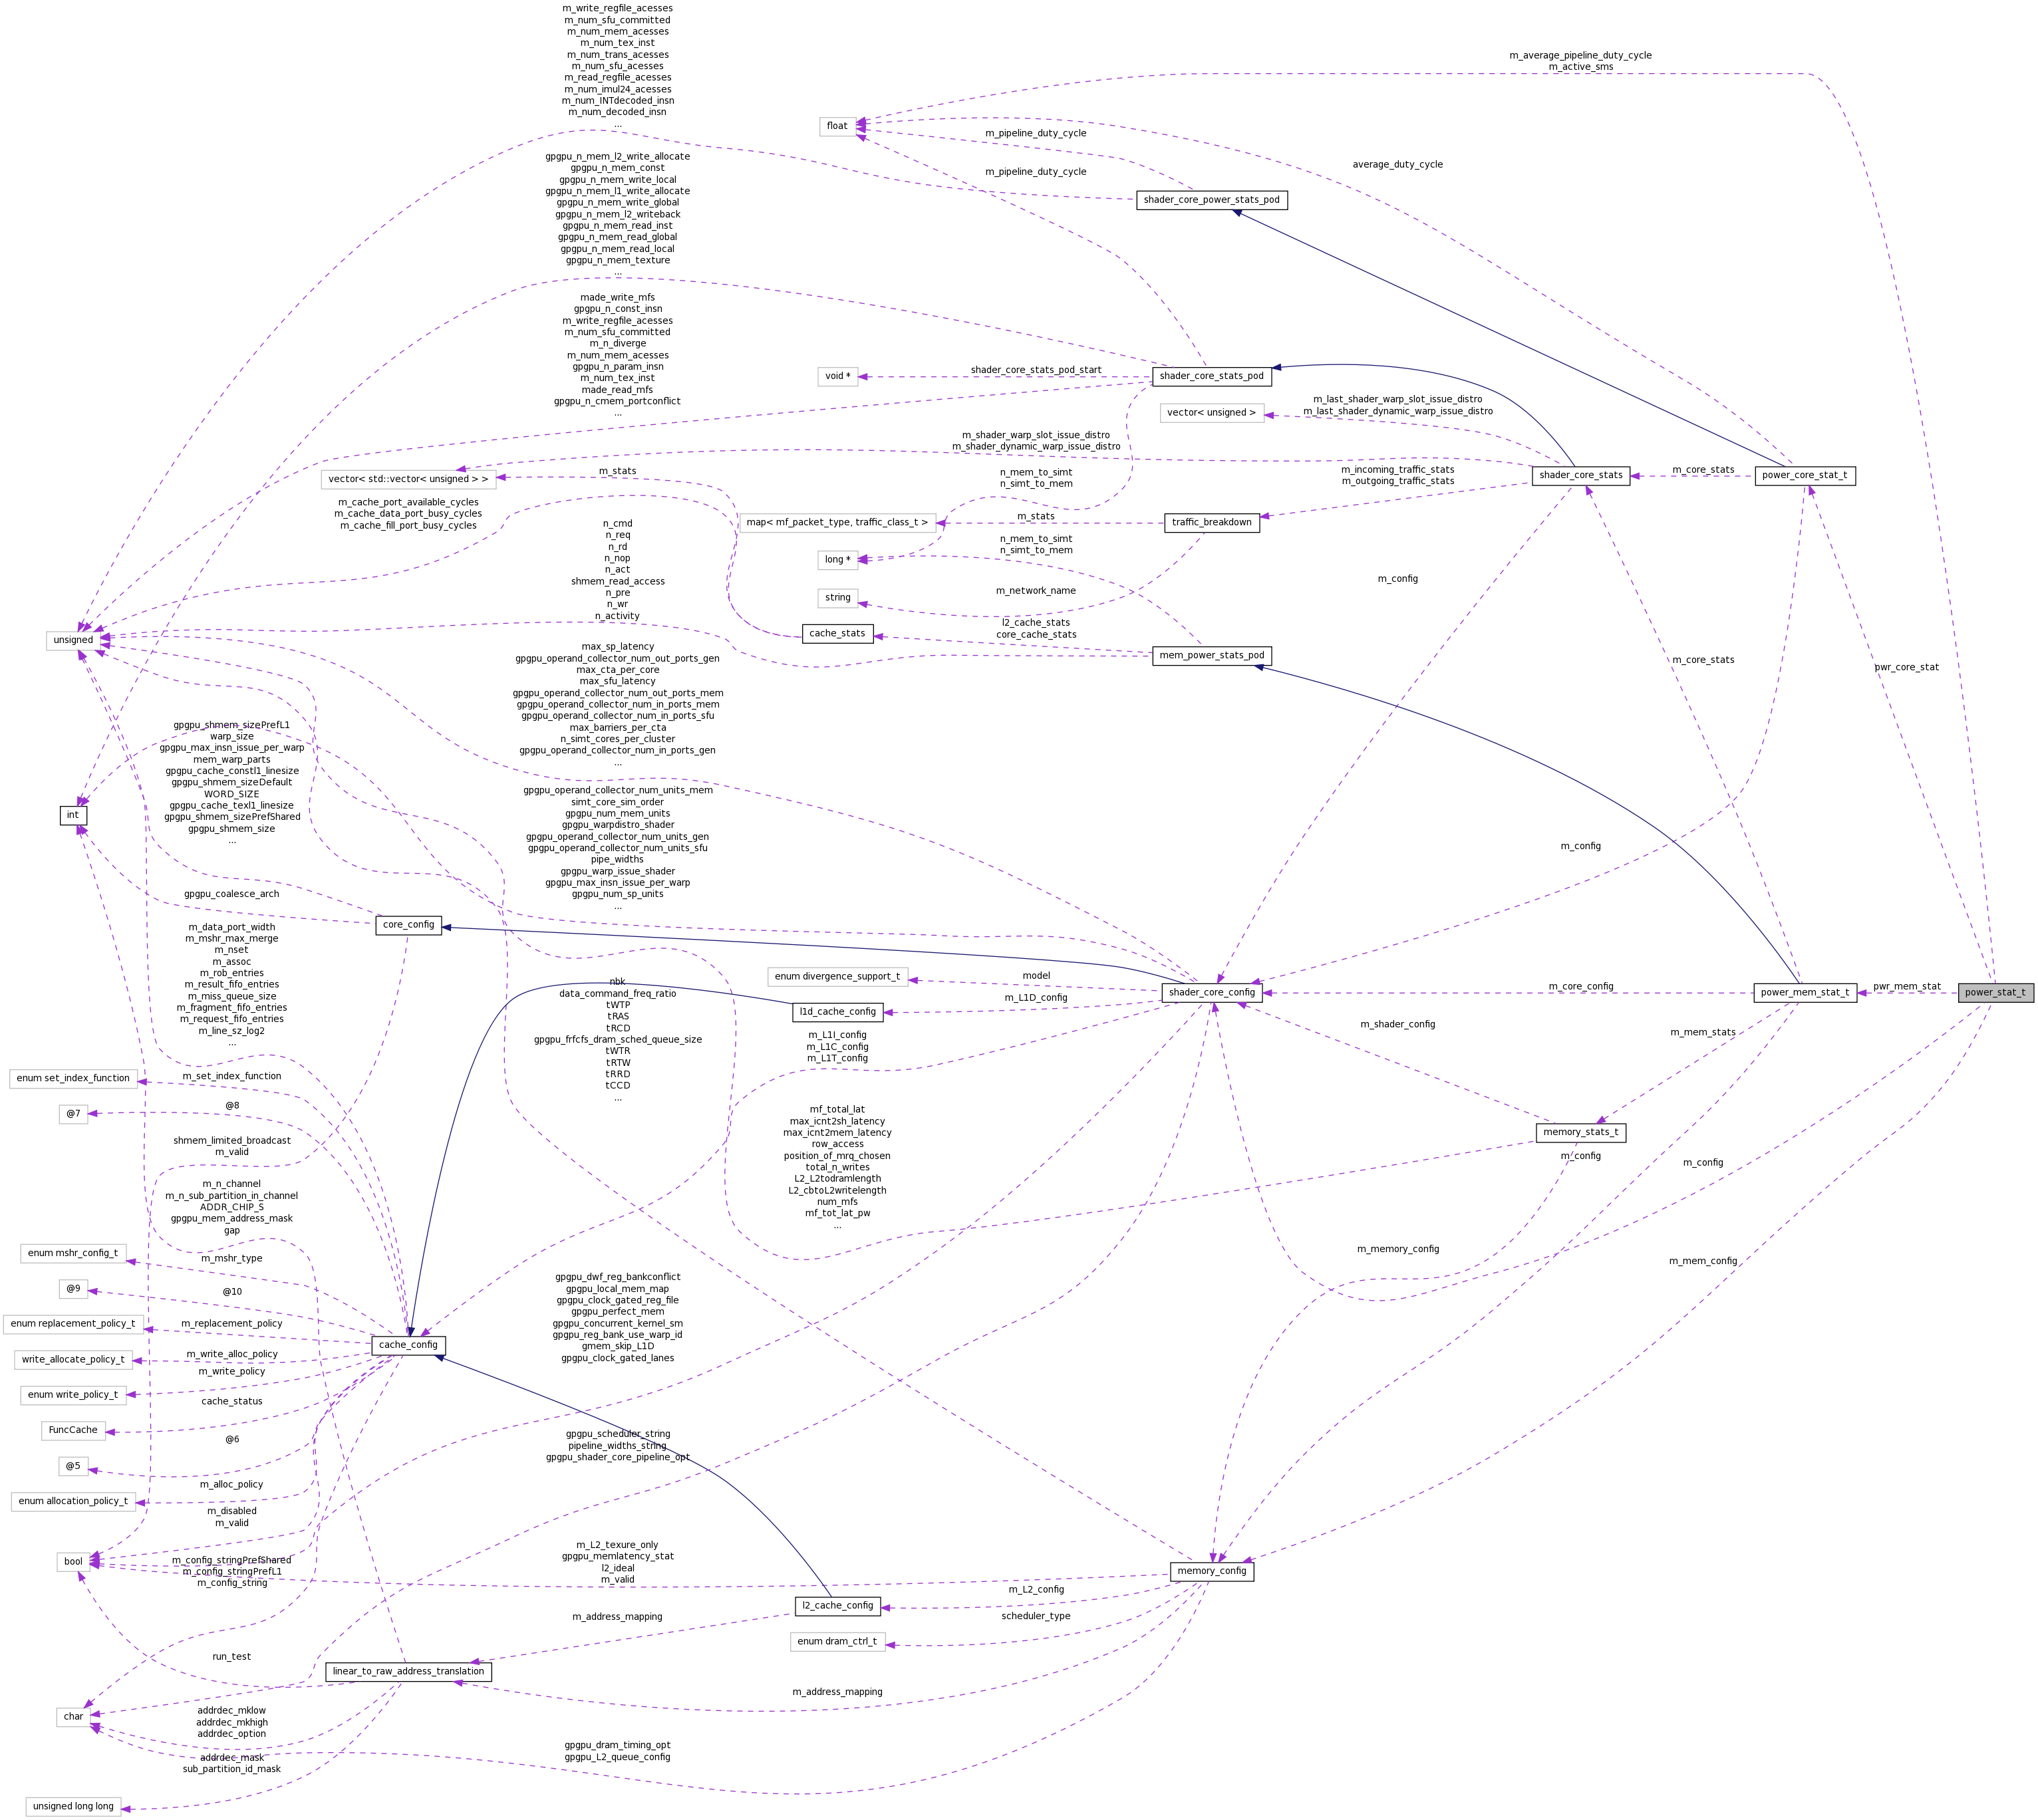 m_write_regfile_acesses
m_num_sfu_committed
m_num_mem_acesses
m_num_tex_inst
m_num_trans_acesses
m_num_sfu_acesses
m_read_regfile_acesses
m_num_imul24_acesses
m_num_INTdecoded_insn
m_num_decoded_insn
...
m_average_pipeline_duty_cycle
m_active_sms
float
m_pipeline_duty_cycle
average_duty_cycle
m_pipeline_duty_cycle
shader_core_power_stats_pod
gpgpu_n_mem_l2_write_allocate
gpgpu_n_mem_const
gpgpu_n_mem_write_local
gpgpu_n_mem_l1_write_allocate
gpgpu_n_mem_write_global
gpgpu_n_mem_l2_writeback
gpgpu_n_mem_read_inst
gpgpu_n_mem_read_global
gpgpu_n_mem_read_local
gpgpu_n_mem_texture
...
made_write_mfs
gpgpu_n_const_insn
m_write_regfile_acesses
m_num_sfu_committed
m_n_diverge
m_num_mem_acesses
gpgpu_n_param_insn
m_num_tex_inst
made_read_mfs
gpgpu_n_cmem_portconflict
...
void *
shader_core_stats_pod_start
shader_core_stats_pod
vector< unsigned >
m_last_shader_warp_slot_issue_distro
m_last_shader_dynamic_warp_issue_distro
m_shader_warp_slot_issue_distro
m_shader_dynamic_warp_issue_distro
vector< std::vector< unsigned > >
m_stats
n_mem_to_simt
n_simt_to_mem
m_incoming_traffic_stats
m_outgoing_traffic_stats
shader_core_stats
m_core_stats
power_core_stat_t
m_cache_port_available_cycles
m_cache_data_port_busy_cycles
m_cache_fill_port_busy_cycles
map< mf_packet_type, traffic_class_t >
m_stats
traffic_breakdown
n_cmd
n_req
n_rd
n_nop
n_act
shmem_read_access
n_pre
n_wr
n_activity
long *
n_mem_to_simt
n_simt_to_mem
m_config
string
m_network_name
unsigned
cache_stats
l2_cache_stats
core_cache_stats
mem_power_stats_pod
m_core_stats
pwr_core_stat
max_sp_latency
gpgpu_operand_collector_num_out_ports_gen
max_cta_per_core
max_sfu_latency
gpgpu_operand_collector_num_out_ports_mem
gpgpu_operand_collector_num_in_ports_mem
gpgpu_operand_collector_num_in_ports_sfu
max_barriers_per_cta
n_simt_cores_per_cluster
gpgpu_operand_collector_num_in_ports_gen
...
gpgpu_shmem_sizePrefL1
warp_size
gpgpu_max_insn_issue_per_warp
mem_warp_parts
gpgpu_cache_constl1_linesize
gpgpu_shmem_sizeDefault
WORD_SIZE
gpgpu_cache_texl1_linesize
gpgpu_shmem_sizePrefShared
gpgpu_shmem_size
...
int
gpgpu_operand_collector_num_units_mem
simt_core_sim_order
gpgpu_num_mem_units
gpgpu_warpdistro_shader
gpgpu_operand_collector_num_units_gen
gpgpu_operand_collector_num_units_sfu
pipe_widths
gpgpu_warp_issue_shader
gpgpu_max_insn_issue_per_warp
gpgpu_num_sp_units
...
m_config
gpgpu_coalesce_arch
core_config
m_data_port_width
m_mshr_max_merge
m_nset
m_assoc
m_rob_entries
m_result_fifo_entries
m_miss_queue_size
m_fragment_fifo_entries
m_request_fifo_entries
m_line_sz_log2
...
enum divergence_support_t
model
shader_core_config
m_core_config
power_mem_stat_t
pwr_mem_stat
power_stat_t
nbk
data_command_freq_ratio
tWTP
tRAS
tRCD
gpgpu_frfcfs_dram_sched_queue_size
tWTR
tRTW
tRRD
tCCD
...
l1d_cache_config
m_L1D_config
m_L1I_config
m_L1C_config
m_L1T_config
m_shader_config
m_mem_stats
enum set_index_function
m_set_index_function
@7
@8
mf_total_lat
max_icnt2sh_latency
max_icnt2mem_latency
row_access
position_of_mrq_chosen
total_n_writes
L2_L2todramlength
L2_cbtoL2writelength
num_mfs
mf_tot_lat_pw
...
memory_stats_t
shmem_limited_broadcast
m_valid
m_config
m_config
m_n_channel
m_n_sub_partition_in_channel
ADDR_CHIP_S
gpgpu_mem_address_mask
gap
enum mshr_config_t
m_mshr_type
m_memory_config
m_mem_config
@9
@10
gpgpu_dwf_reg_bankconflict
gpgpu_local_mem_map
gpgpu_clock_gated_reg_file
gpgpu_perfect_mem
gpgpu_concurrent_kernel_sm
gpgpu_reg_bank_use_warp_id
gmem_skip_L1D
gpgpu_clock_gated_lanes
enum replacement_policy_t
m_replacement_policy
cache_config
write_allocate_policy_t
m_write_alloc_policy
enum write_policy_t
m_write_policy
FuncCache
cache_status
@5
@6
gpgpu_scheduler_string
pipeline_widths_string
gpgpu_shader_core_pipeline_opt
enum allocation_policy_t
m_alloc_policy
m_disabled
m_valid
bool
m_config_stringPrefShared
m_config_stringPrefL1
m_config_string
m_L2_texure_only
gpgpu_memlatency_stat
l2_ideal
m_valid
memory_config
l2_cache_config
m_L2_config
m_address_mapping
enum dram_ctrl_t
scheduler_type
run_test
linear_to_raw_address_translation
m_address_mapping
char
addrdec_mklow
addrdec_mkhigh
addrdec_option
gpgpu_dram_timing_opt
gpgpu_L2_queue_config
addrdec_mask
sub_partition_id_mask
unsigned long long